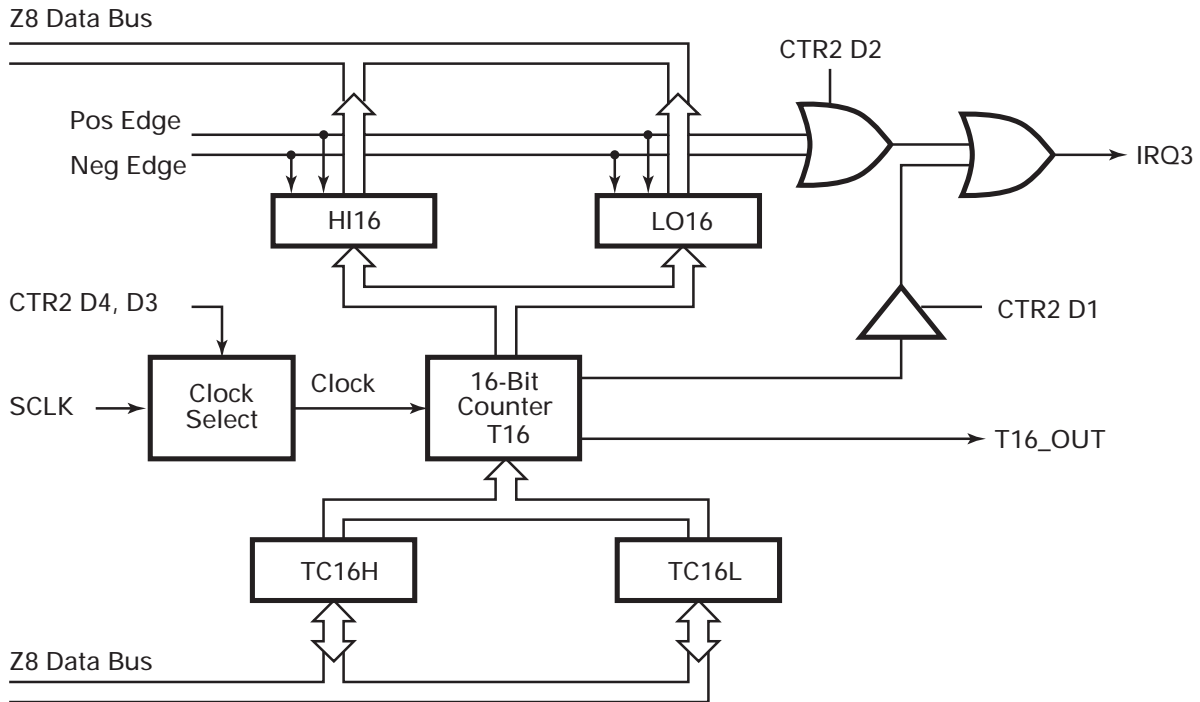 Z8 Data Bus
CTR2 D2
Pos Edge
Neg Edge
IRQ3
HI16
LO16
CTR2 D4, D3
CTR2 D1
Clock
Select
SCLK
Clock
16-Bit
Counter
T16
T16_OUT
TC16H
TC16L
Z8 Data Bus